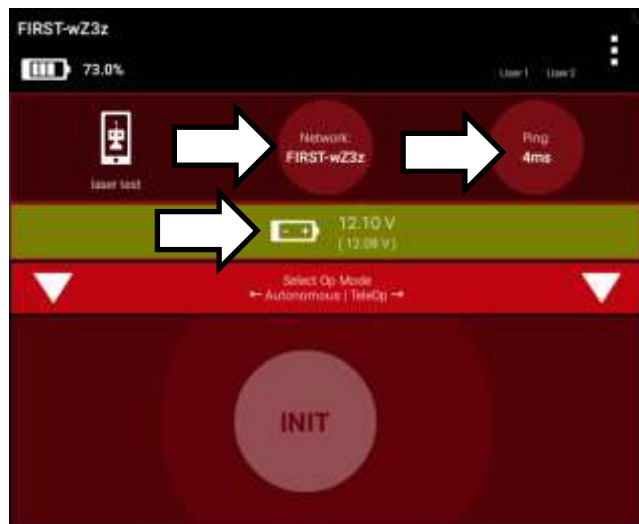 FIRST-wZ3z
73.0%
User1 User2
Network:
FIRST-wZ3z
Ping:
4ms
laser test
12.10 V
( 12.08 V )
Select Op Mode
← Autonomous | TeleOp →
INIT